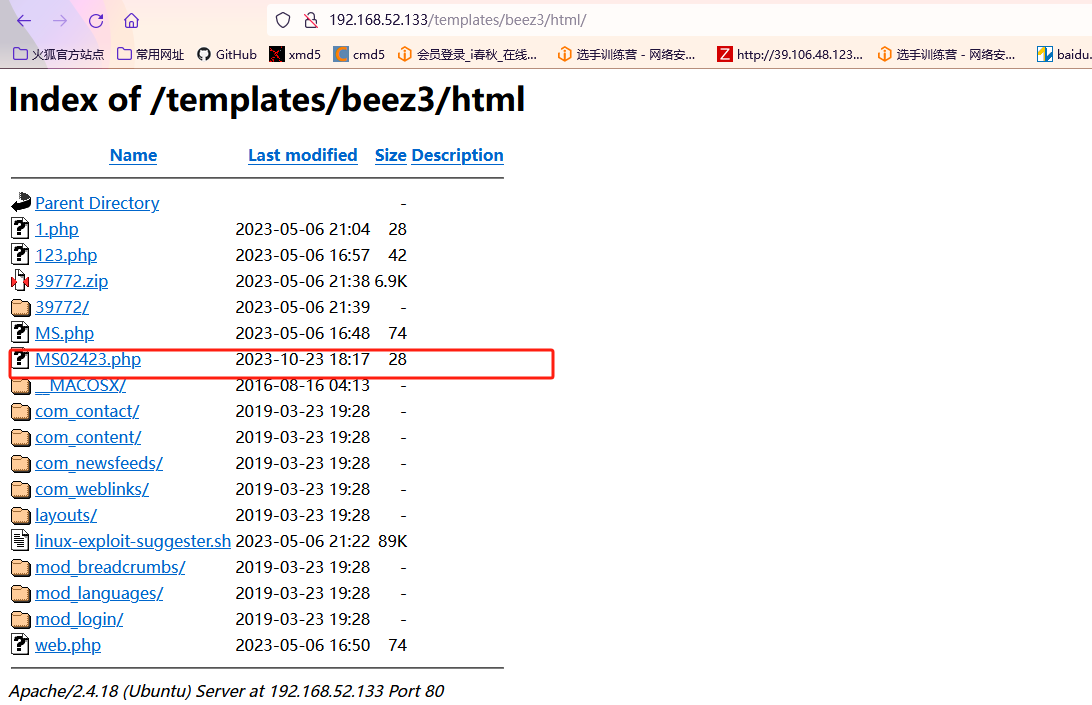 192.168.52.133/templates/beez3/html/
火狐官方站点 常用网址 GitHub xmd5 cmd5 会员登录_i春秋_在线... 选手训练营 - 网络安... http://39.106.48.123... 选手训练营 - 网络安... baidu.
Index of /templates/beez3/html
Name Last modified Size Description
Parent Directory -
1.php 2023-05-06 21:04 28
123.php 2023-05-06 16:57 42
39772.zip 2023-05-06 21:38 6.9K
39772/ 2023-05-06 21:39 -
MS.php 2023-05-06 16:48 74
MS02423.php 2023-10-23 18:17 28
__MACOSX/ 2016-08-16 04:13 -
com_contact/ 2019-03-23 19:28 -
com_content/ 2019-03-23 19:28 -
com_newsfeeds/ 2019-03-23 19:28 -
com_weblinks/ 2019-03-23 19:28 -
layouts/ 2019-03-23 19:28 -
linux-exploit-suggester.sh 2023-05-06 21:22 89K
mod_breadcrumbs/ 2019-03-23 19:28 -
mod_languages/ 2019-03-23 19:28 -
mod_login/ 2019-03-23 19:28 -
web.php 2023-05-06 16:50 74
Apache/2.4.18 (Ubuntu) Server at 192.168.52.133 Port 80